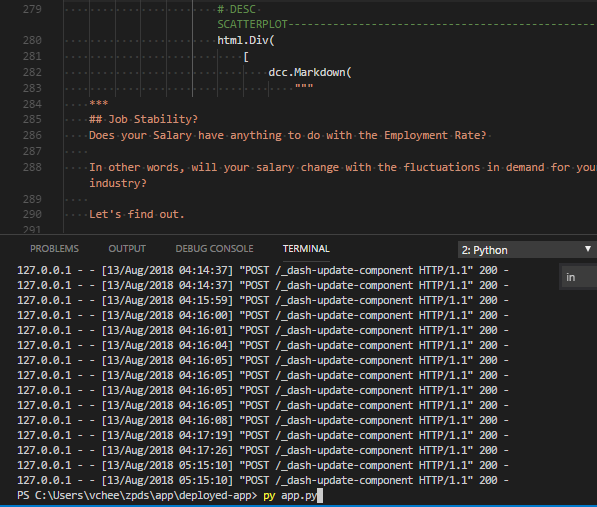 279 # DESC
SCATTERPLOT----------------------------------------
280 html.Div(
281 [
282 dcc.Markdown(
283 """
284 ***
285 ## Job Stability?
286 Does your Salary have anything to do with the Employment Rate?
287
288 In other words, will your salary change with the fluctuations in demand for you
industry?
289
290 Let's find out.
291
PROBLEMS OUTPUT DEBUG CONSOLE TERMINAL 2: Python
in
127.0.0.1 - - [13/Aug/2018 04:14:37] "POST /_dash-update-component HTTP/1.1" 200 -
127.0.0.1 - - [13/Aug/2018 04:14:37] "POST /_dash-update-component HTTP/1.1" 200 -
127.0.0.1 - - [13/Aug/2018 04:15:59] "POST /_dash-update-component HTTP/1.1" 200 -
127.0.0.1 - - [13/Aug/2018 04:16:00] "POST /_dash-update-component HTTP/1.1" 200 -
127.0.0.1 - - [13/Aug/2018 04:16:01] "POST /_dash-update-component HTTP/1.1" 200 -
127.0.0.1 - - [13/Aug/2018 04:16:04] "POST /_dash-update-component HTTP/1.1" 200 -
127.0.0.1 - - [13/Aug/2018 04:16:05] "POST /_dash-update-component HTTP/1.1" 200 -
127.0.0.1 - - [13/Aug/2018 04:16:05] "POST /_dash-update-component HTTP/1.1" 200 -
127.0.0.1 - - [13/Aug/2018 04:16:05] "POST /_dash-update-component HTTP/1.1" 200 -
127.0.0.1 - - [13/Aug/2018 04:16:05] "POST /_dash-update-component HTTP/1.1" 200 -
127.0.0.1 - - [13/Aug/2018 04:16:08] "POST /_dash-update-component HTTP/1.1" 200 -
127.0.0.1 - - [13/Aug/2018 04:17:19] "POST /_dash-update-component HTTP/1.1" 200 -
127.0.0.1 - - [13/Aug/2018 04:17:26] "POST /_dash-update-component HTTP/1.1" 200 -
127.0.0.1 - - [13/Aug/2018 05:15:10] "POST /_dash-update-component HTTP/1.1" 200 -
127.0.0.1 - - [13/Aug/2018 05:15:10] "POST /_dash-update-component HTTP/1.1" 200 -
PS C:\Users\vchee\zpds\app\deployed-app> py app.py